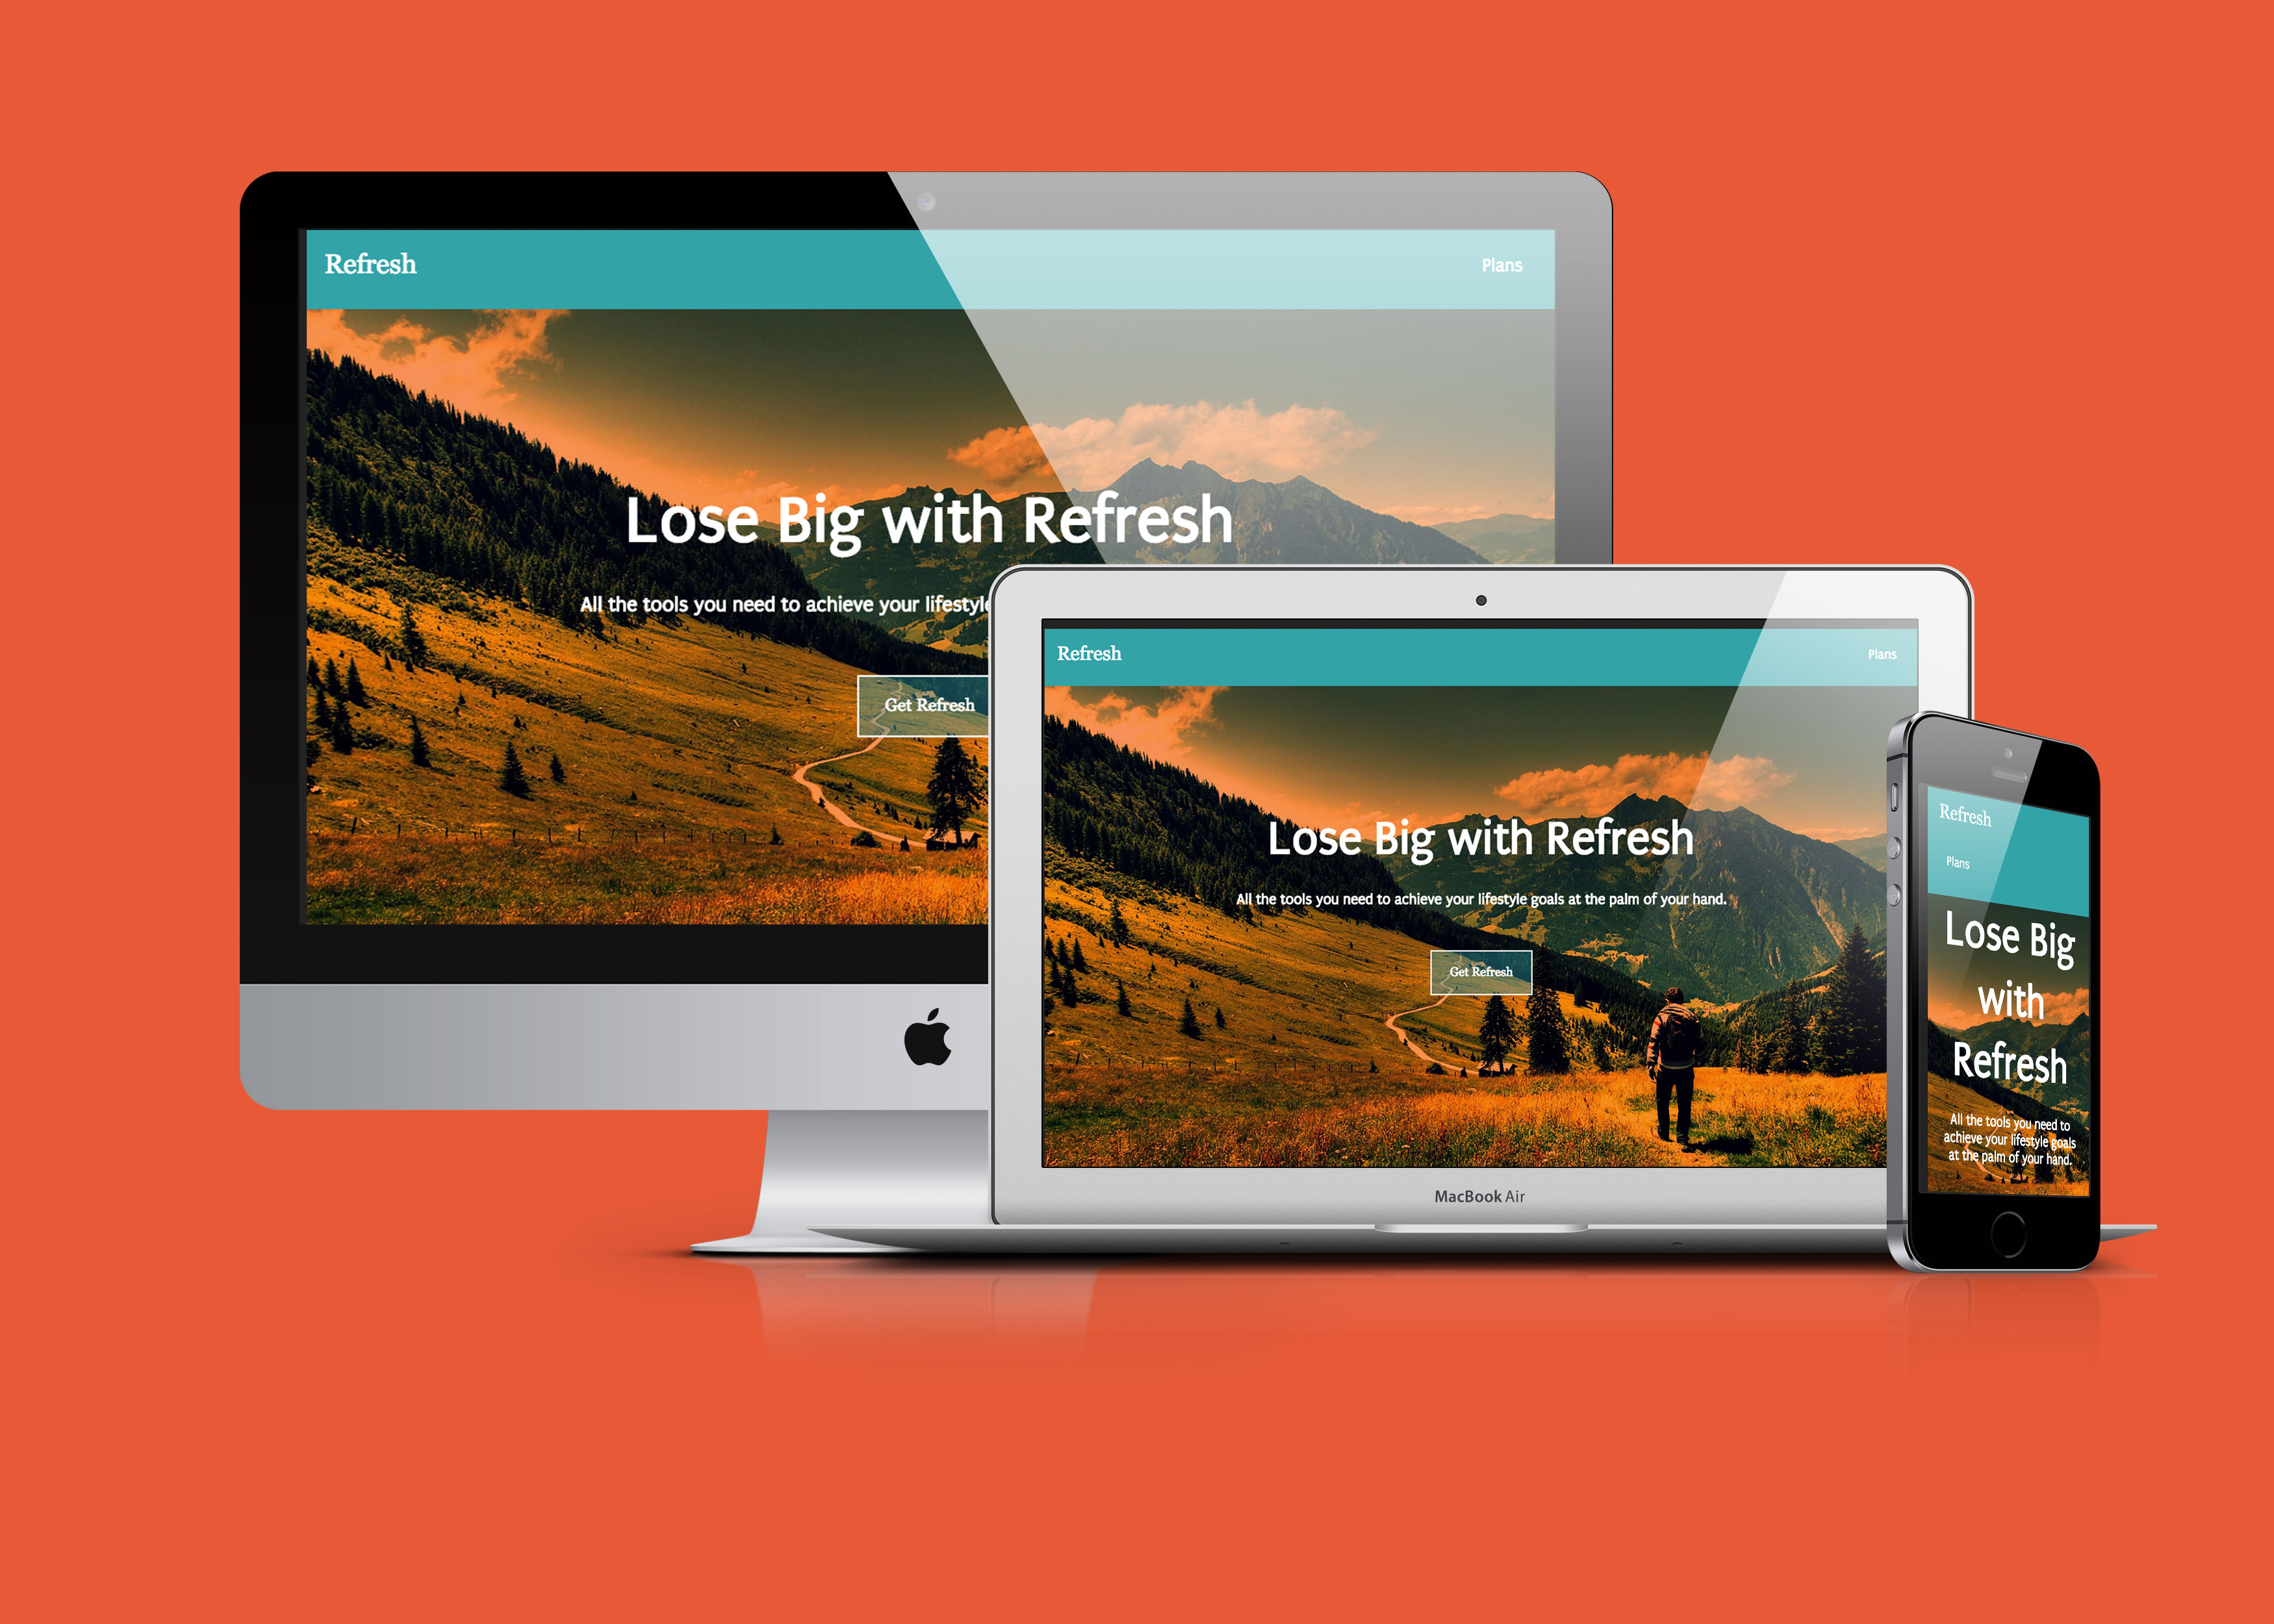 Refresh
Plans
Lose Big with Refresh
All the tools you need to achieve your lifestyle
Get Refresh
Refresh
Plans
Lose Big with Refresh
All the tools you need to achieve your lifestyle goals at the palm of your hand.
Get Refresh
MacBook Air
Refresh
Plans
Lose Big
with
Refresh
All the tools you need to
achieve your lifestyle goals
at the palm of your hand.